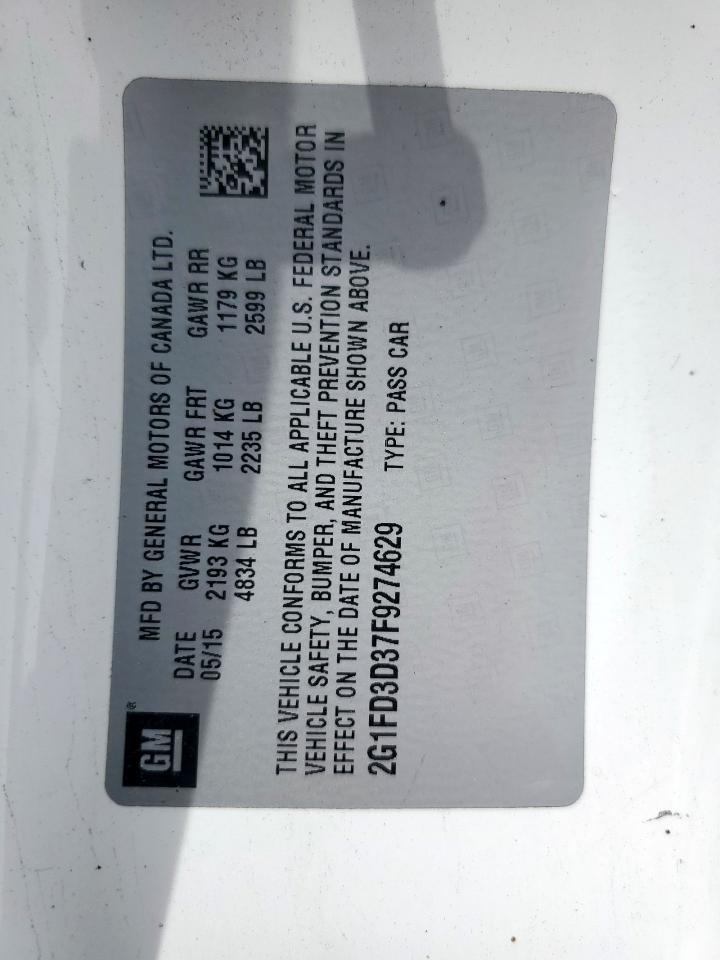 GM ®
MFD BY GENERAL MOTORS OF CANADA LTD.
DATE GVWR GAWR FRT GAWR RR
05/15 2193 KG 1014 KG 1179 KG
4834 LB 2235 LB 2599 LB
THIS VEHICLE CONFORMS TO ALL APPLICABLE U.S. FEDERAL MOTOR
VEHICLE SAFETY, BUMPER, AND THEFT PREVENTION STANDARDS IN
EFFECT ON THE DATE OF MANUFACTURE SHOWN ABOVE.
2G1FD3D37F9274629 TYPE: PASS CAR